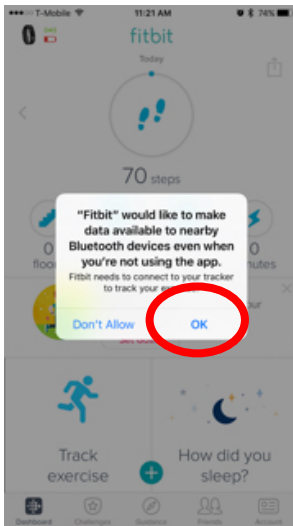 T-Mobile 11:21 AM 74%
fitbit
Today
70 steps
"Fitbit" would like to make
data available to nearby
Bluetooth devices even when
you're not using the app.
Fitbit needs to connect to your tracker
to track your
0
0
Don't Allow OK
Track
exercise
How did you
sleep?
Dashboard Challenges Guidance Friends Account